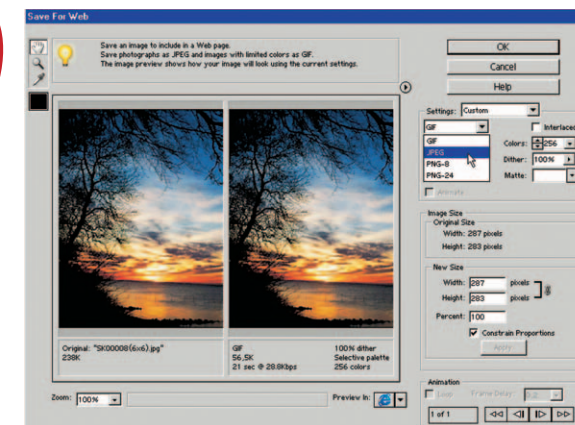 Save For Web
Save an image to include in a Web page.
Save photographs as JPEG and images with limited colors as GIF.
The image preview shows how your image will look using the current settings.
OK
Cancel
Help
Settings: Custom
GIF
Interlaced
GIF
JPEG
PNG-8
PNG-24
Colors: 256
Dither: 100%
Matte:
Animate
Image Size
Original Size
Width: 287 pixels
Height: 283 pixels
New Size
Width: 287 pixels
Height: 283 pixels
Percent: 100
Constrain Proportions
Apply
Original: "SK00008(6x6).jpg"
238K
GIF
56.5K
21 sec @ 28.8Kbps
100% dither
Selective palette
256 colors
Animation
Loop Frame Delay: 0.2
Zoom: 100%
Preview In:
1 of 1